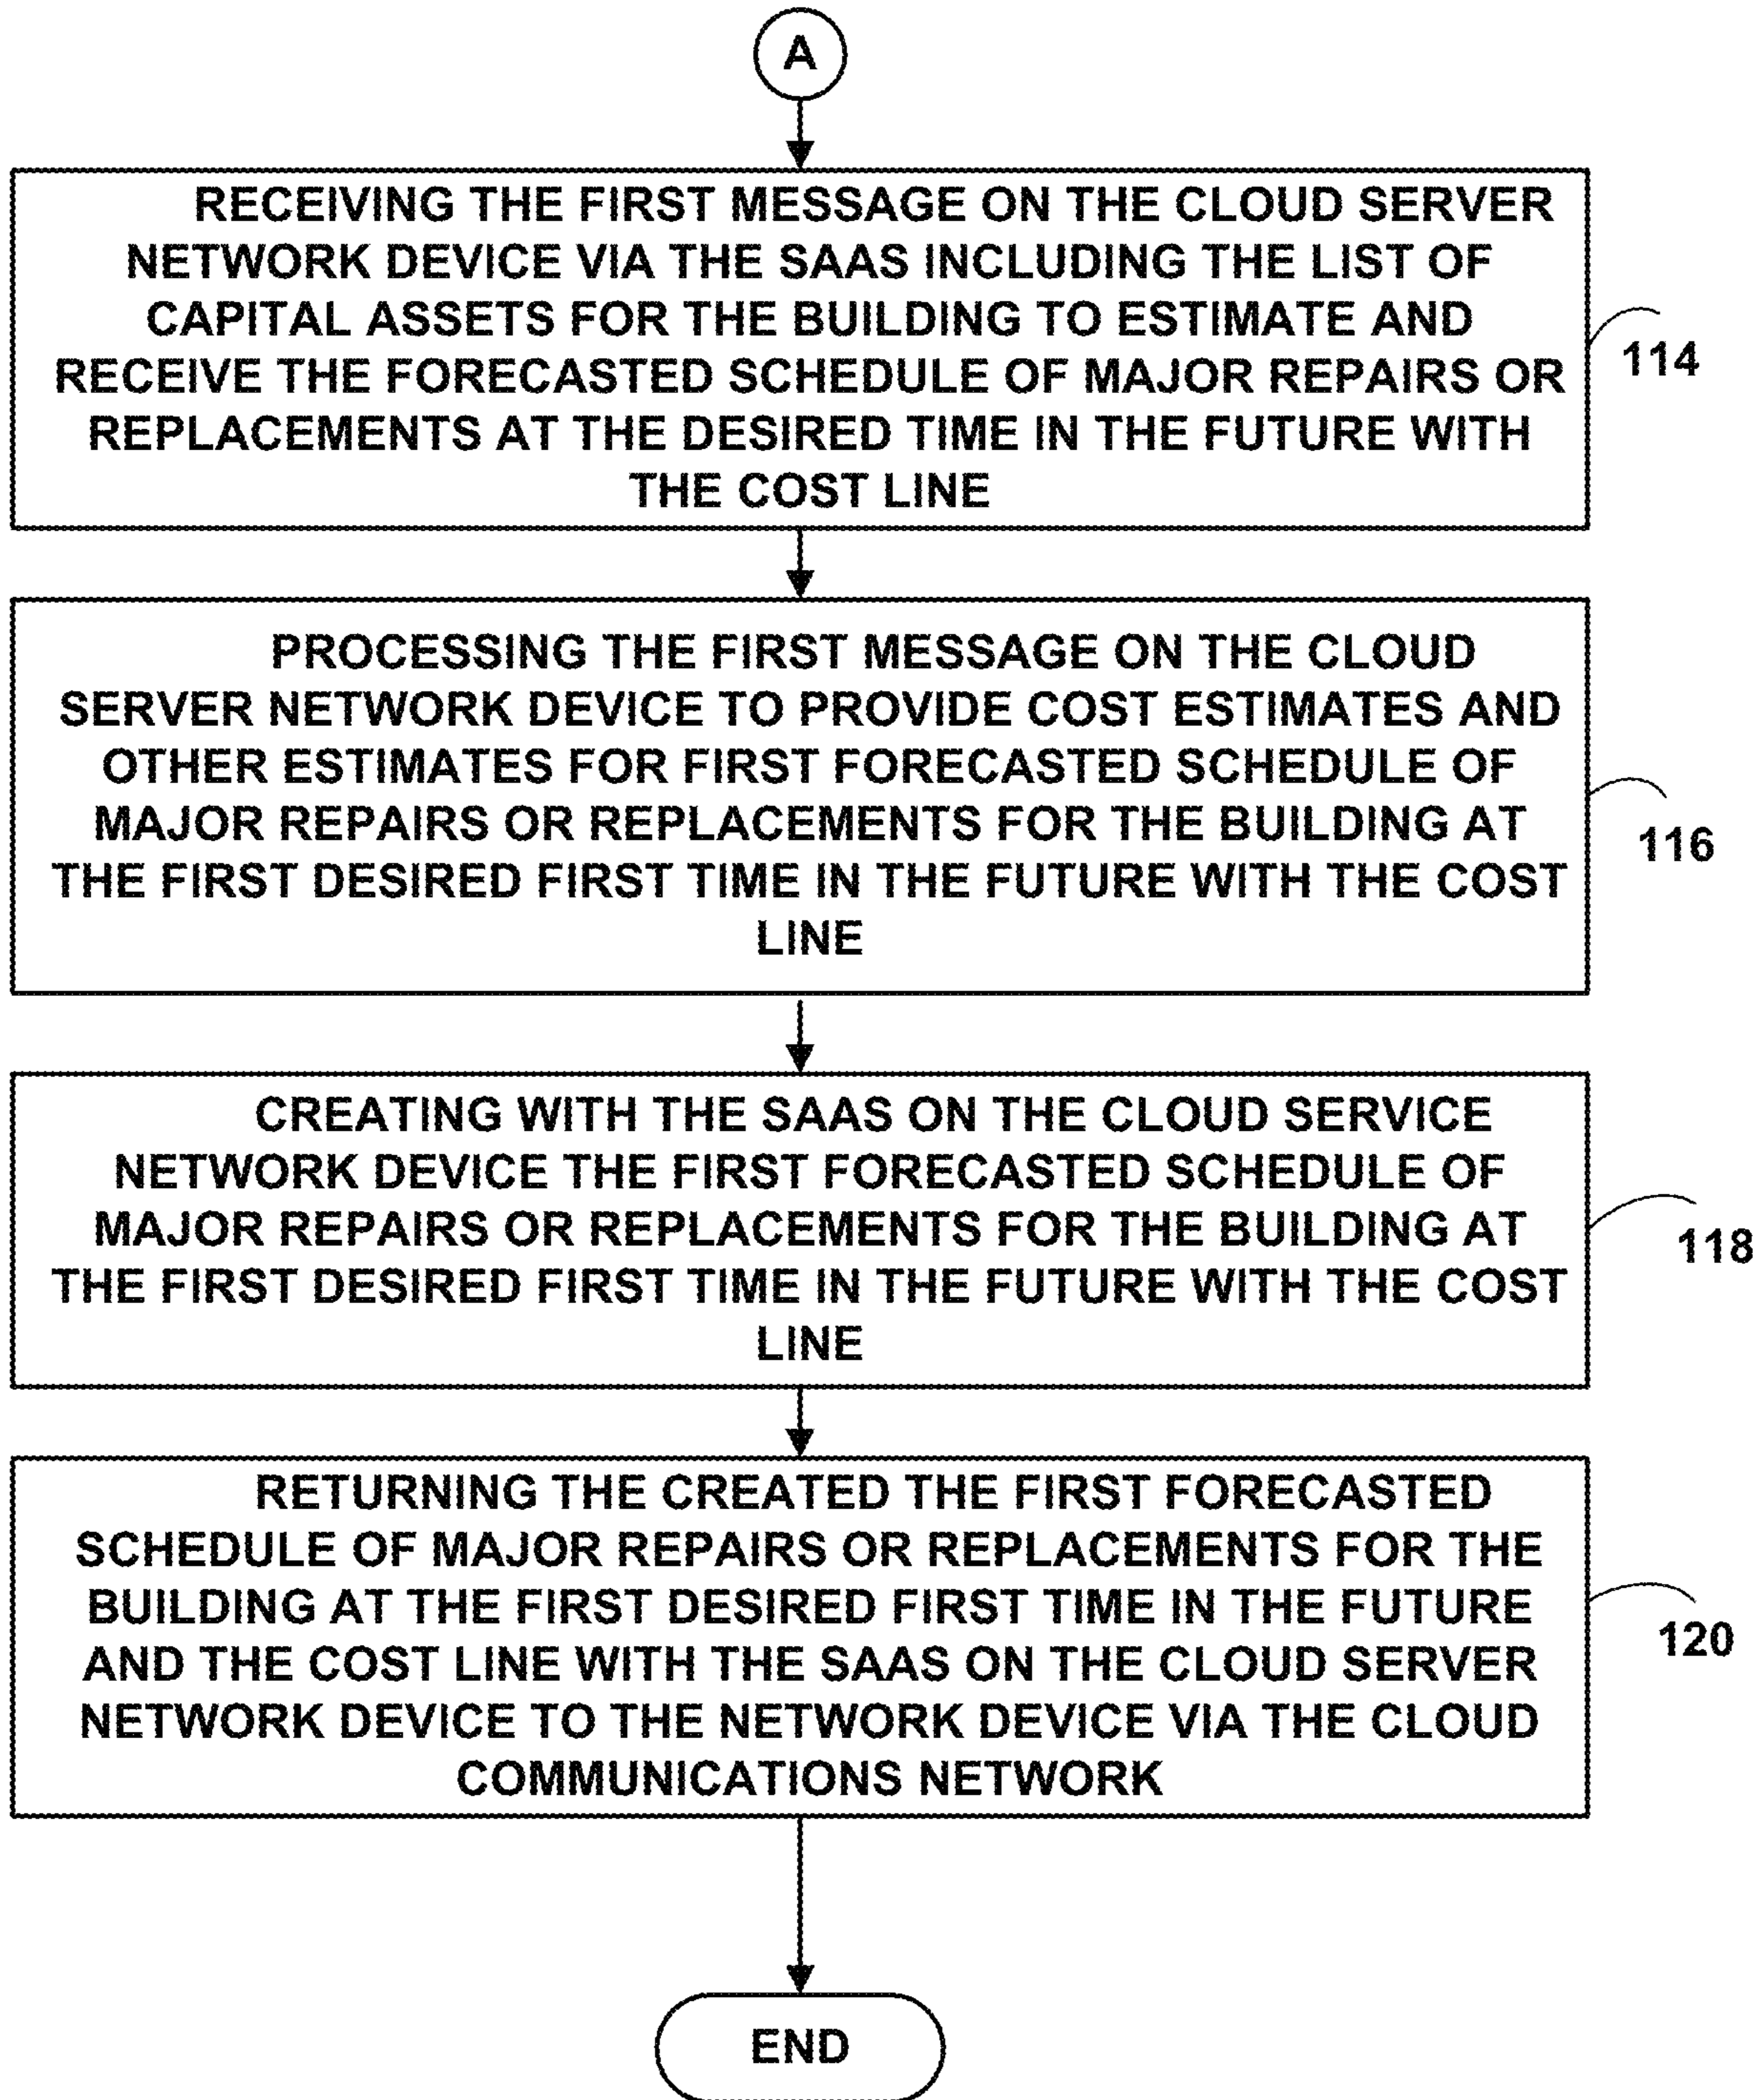 A
RECEIVING THE FIRST MESSAGE ON THE CLOUD SERVER
NETWORK DEVICE VIA THE SAAS INCLUDING THE LIST OF
CAPITAL ASSETS FOR THE BUILDING TO ESTIMATE AND
RECEIVE THE FORECASTED SCHEDULE OF MAJOR REPAIRS OR
REPLACEMENTS AT THE DESIRED TIME IN THE FUTURE WITH
THE COST LINE
114
PROCESSING THE FIRST MESSAGE ON THE CLOUD
SERVER NETWORK DEVICE TO PROVIDE COST ESTIMATES AND
OTHER ESTIMATES FOR FIRST FORECASTED SCHEDULE OF
MAJOR REPAIRS OR REPLACEMENTS FOR THE BUILDING AT
THE FIRST DESIRED FIRST TIME IN THE FUTURE WITH THE COST
LINE
116
CREATING WITH THE SAAS ON THE CLOUD SERVICE
NETWORK DEVICE THE FIRST FORECASTED SCHEDULE OF
MAJOR REPAIRS OR REPLACEMENTS FOR THE BUILDING AT
THE FIRST DESIRED FIRST TIME IN THE FUTURE WITH THE COST
LINE
118
RETURNING THE CREATED THE FIRST FORECASTED
SCHEDULE OF MAJOR REPAIRS OR REPLACEMENTS FOR THE
BUILDING AT THE FIRST DESIRED FIRST TIME IN THE FUTURE
AND THE COST LINE WITH THE SAAS ON THE CLOUD SERVER
NETWORK DEVICE TO THE NETWORK DEVICE VIA THE CLOUD
COMMUNICATIONS NETWORK
120
END